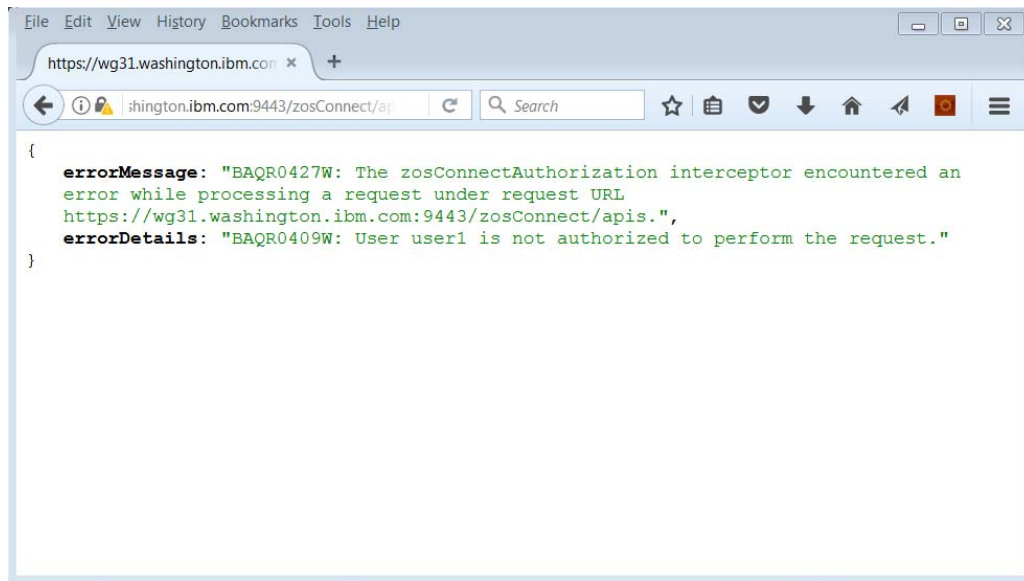 File Edit View History Bookmarks Tools Help
https://wg31.washington.ibm.com
shington.ibm.com:9443/zosConnect/ap
Search
{
errorMessage: "BAQR0427W: The zosConnectAuthorization interceptor encountered an
error while processing a request under request URL
https://wg31.washington.ibm.com:9443/zosConnect/apis.",
errorDetails: "BAQR0409W: User user1 is not authorized to perform the request."
}